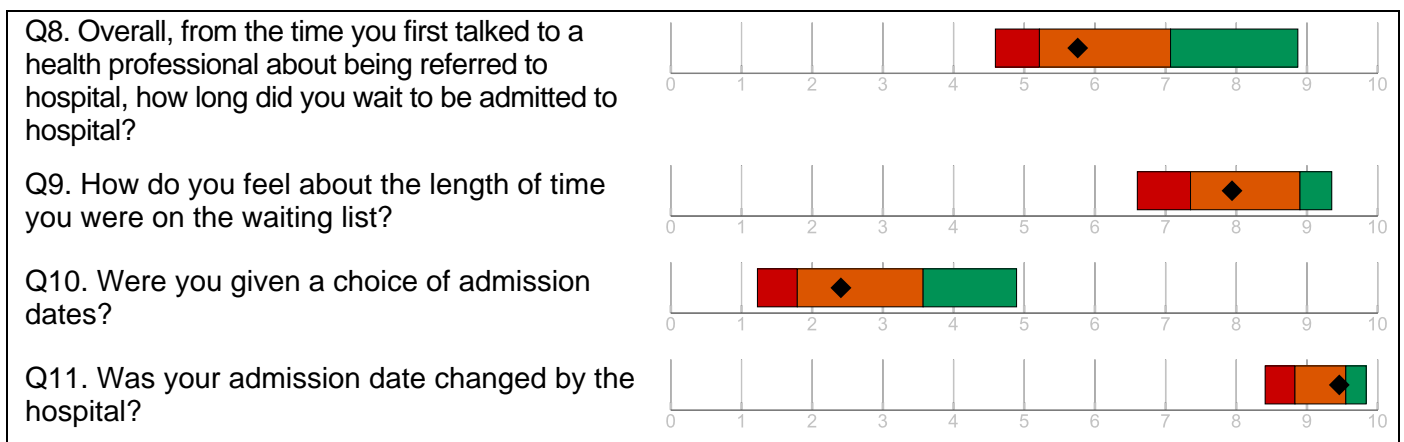 Q8. Overall, from the time you first talked to a
health professional about being referred to
hospital, how long did you wait to be admitted to
hospital?
0 1 2 3 4 5 6 7 8 9 10
Q9. How do you feel about the length of time
you were on the waiting list?
0 1 2 3 4 5 6 7 8 9 10
Q10. Were you given a choice of admission
dates?
0 1 2 3 4 5 6 7 8 9 10
Q11. Was your admission date changed by the
hospital?
0 1 2 3 4 5 6 7 8 9 10